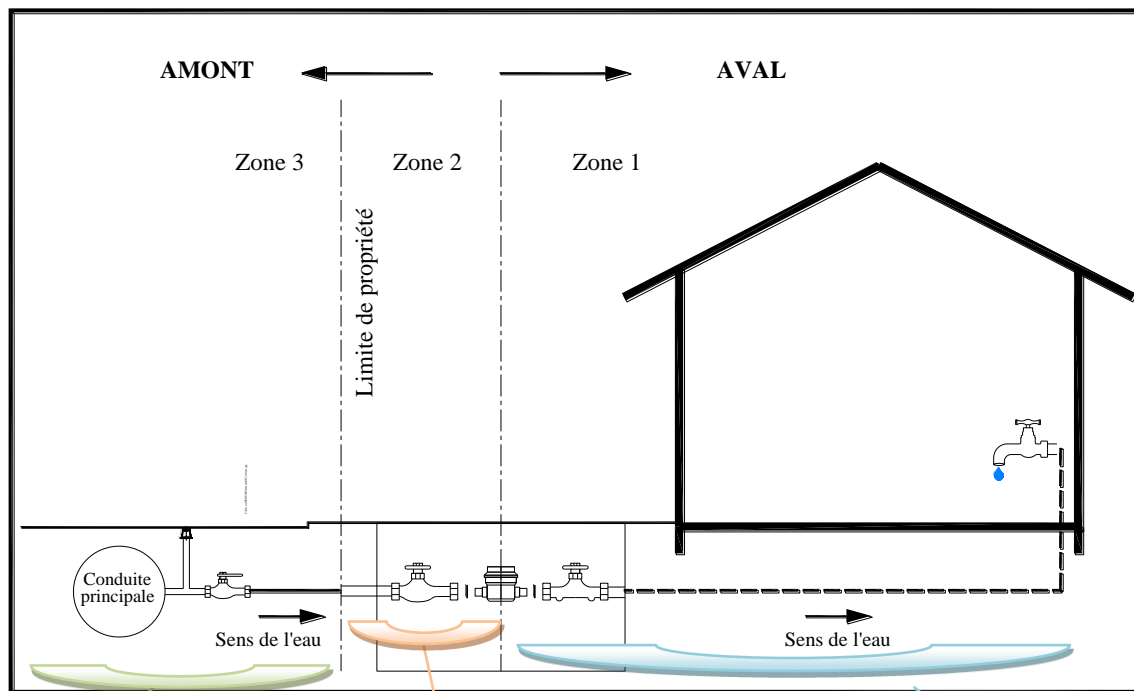 AMONT
AVAL
Zone 3
Zone 2
Zone 1
Limite de propriété
Conduite
principale
Sens de l'eau
Sens de l'eau